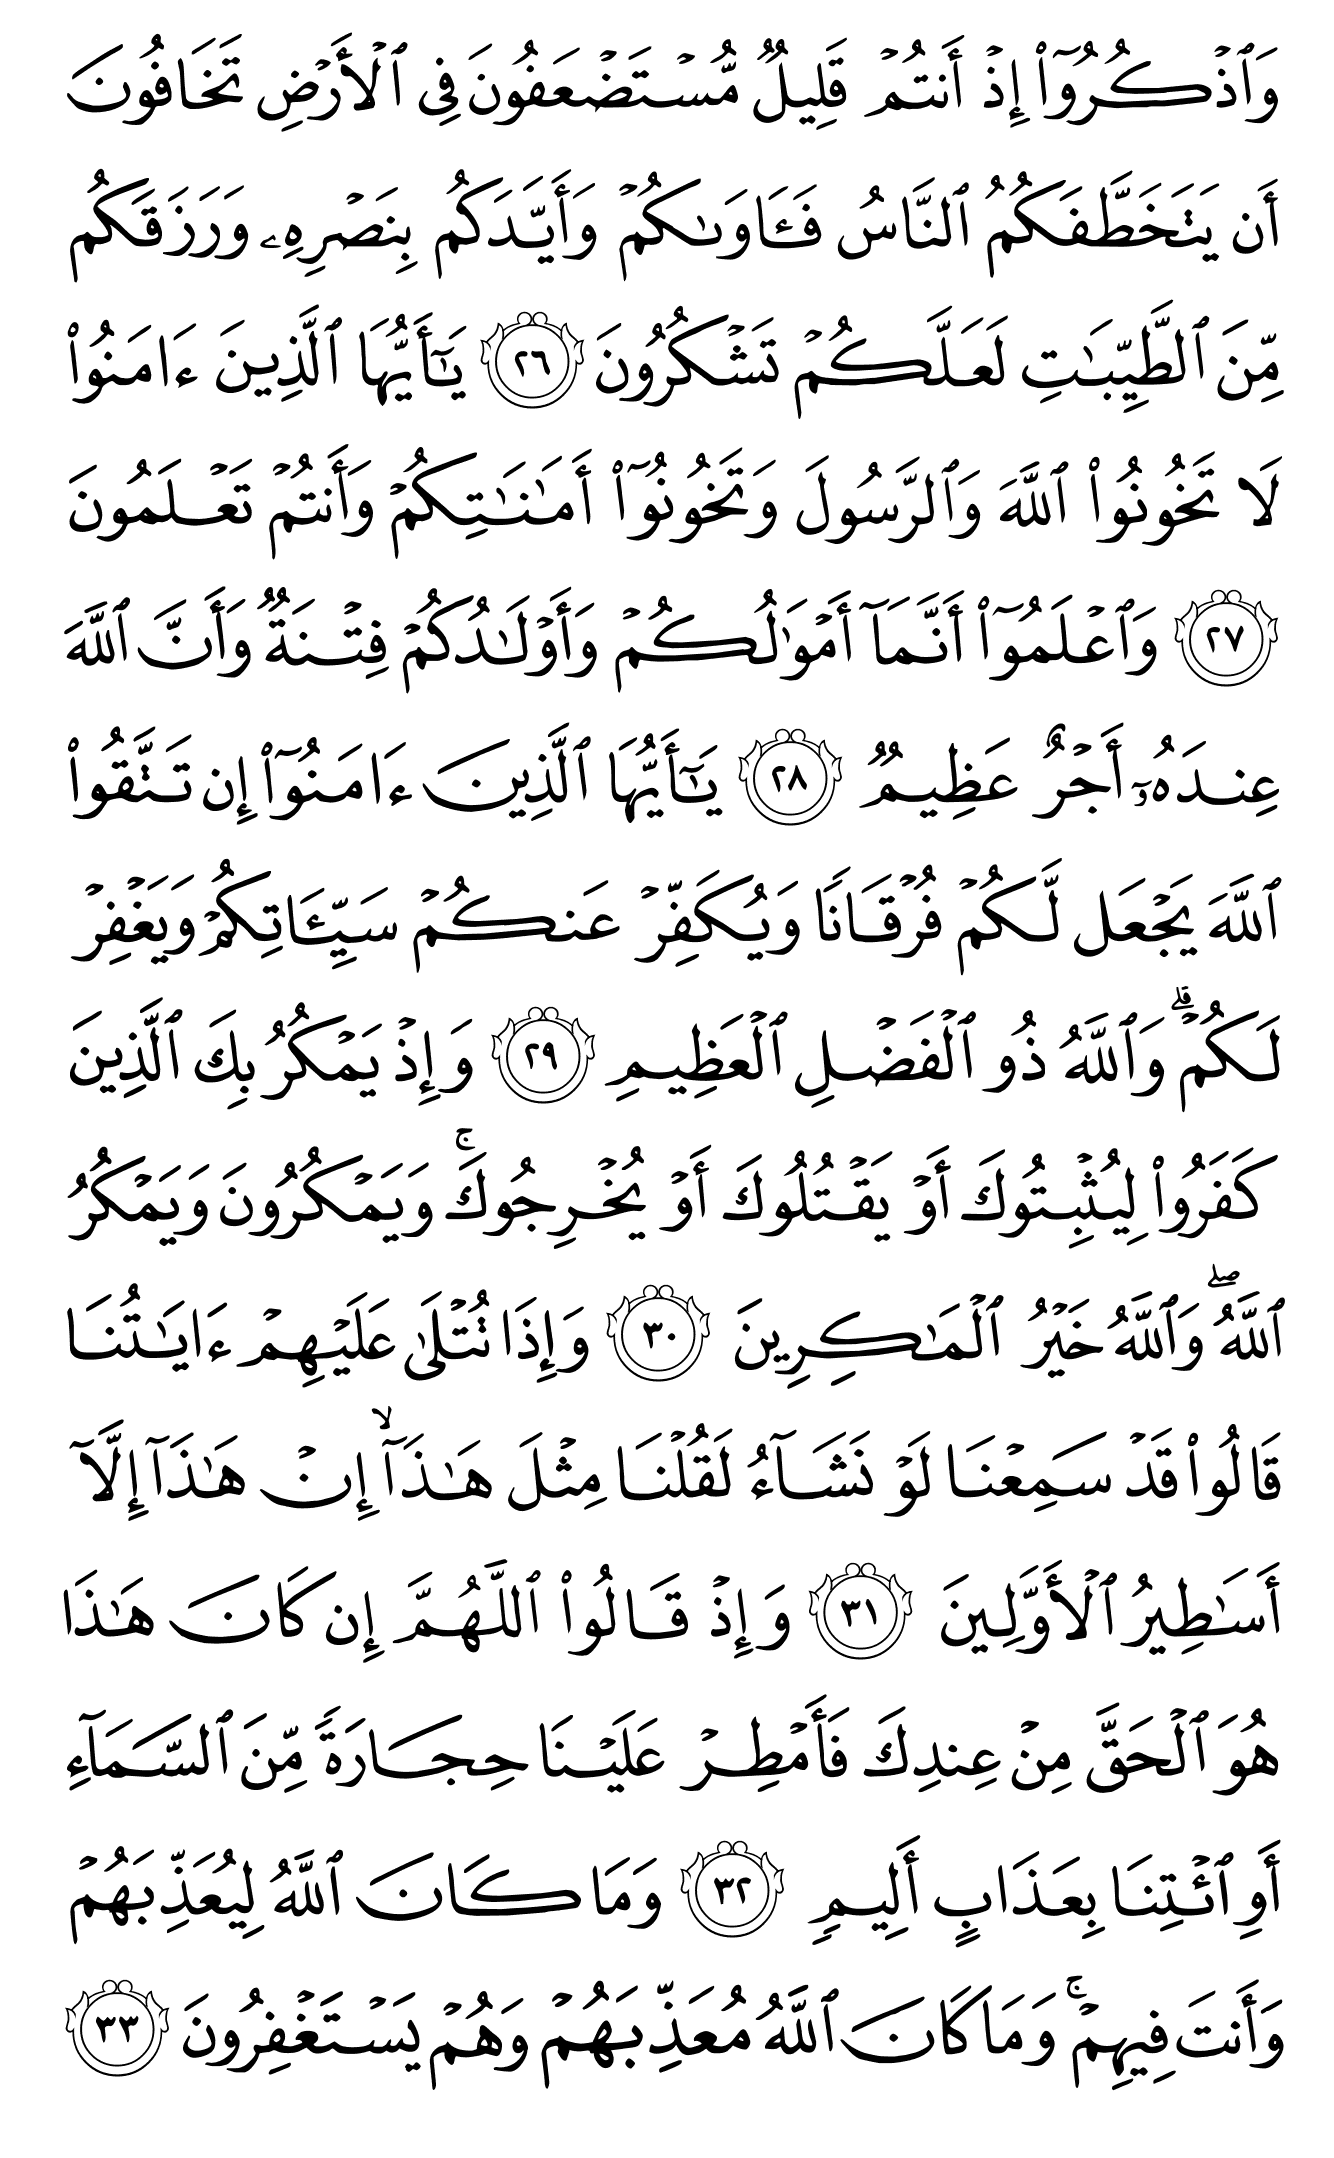 وَٱذۡكُرُوٓاْ إِذۡ أَنتُمۡ قَلِيلٞ مُّسۡتَضۡعَفُونَ فِي ٱلۡأَرۡضِ تَخَافُونَ
أَن يَتَخَطَّفَكُمُ ٱلنَّاسُ فَـَٔاوَىٰكُمۡ وَأَيَّدَكُم بِنَصۡرِهِۦ وَرَزَقَكُم
مِّنَ ٱلطَّيِّبَٰتِ لَعَلَّكُمۡ تَشۡكُرُونَ ٢٦ يَٰٓأَيُّهَا ٱلَّذِينَ ءَامَنُواْ
لَا تَخُونُواْ ٱللَّهَ وَٱلرَّسُولَ وَتَخُونُوٓاْ أَمَٰنَٰتِكُمۡ وَأَنتُمۡ تَعۡلَمُونَ
٢٧ وَٱعۡلَمُوٓاْ أَنَّمَآ أَمۡوَٰلُكُمۡ وَأَوۡلَٰدُكُمۡ فِتۡنَةٞ وَأَنَّ ٱللَّهَ
عِندَهُۥٓ أَجۡرٌ عَظِيمٞ ٢٨ يَٰٓأَيُّهَا ٱلَّذِينَ ءَامَنُوٓاْ إِن تَتَّقُواْ
ٱللَّهَ يَجۡعَل لَّكُمۡ فُرۡقَانٗا وَيُكَفِّرۡ عَنكُمۡ سَيِّـَٔاتِكُمۡ وَيَغۡفِرۡ
لَكُمۡۗ وَٱللَّهُ ذُو ٱلۡفَضۡلِ ٱلۡعَظِيمِ ٢٩ وَإِذۡ يَمۡكُرُ بِكَ ٱلَّذِينَ
كَفَرُواْ لِيُثۡبِتُوكَ أَوۡ يَقۡتُلُوكَ أَوۡ يُخۡرِجُوكَۚ وَيَمۡكُرُونَ وَيَمۡكُرُ
ٱللَّهُۖ وَٱللَّهُ خَيۡرُ ٱلۡمَٰكِرِينَ ٣٠ وَإِذَا تُتۡلَىٰ عَلَيۡهِمۡ ءَايَٰتُنَا
قَالُواْ قَدۡ سَمِعۡنَا لَوۡ نَشَآءُ لَقُلۡنَا مِثۡلَ هَٰذَآۙ إِنۡ هَٰذَآ إِلَّآ
أَسَٰطِيرُ ٱلۡأَوَّلِينَ ٣١ وَإِذۡ قَالُواْ ٱللَّهُمَّ إِن كَانَ هَٰذَا
هُوَ ٱلۡحَقَّ مِنۡ عِندِكَ فَأَمۡطِرۡ عَلَيۡنَا حِجَارَةٗ مِّنَ ٱلسَّمَآءِ
أَوِ ٱئۡتِنَا بِعَذَابٍ أَلِيمٖ ٣٢ وَمَا كَانَ ٱللَّهُ لِيُعَذِّبَهُمۡ
وَأَنتَ فِيهِمۡۚ وَمَا كَانَ ٱللَّهُ مُعَذِّبَهُمۡ وَهُمۡ يَسۡتَغۡفِرُونَ ٣٣